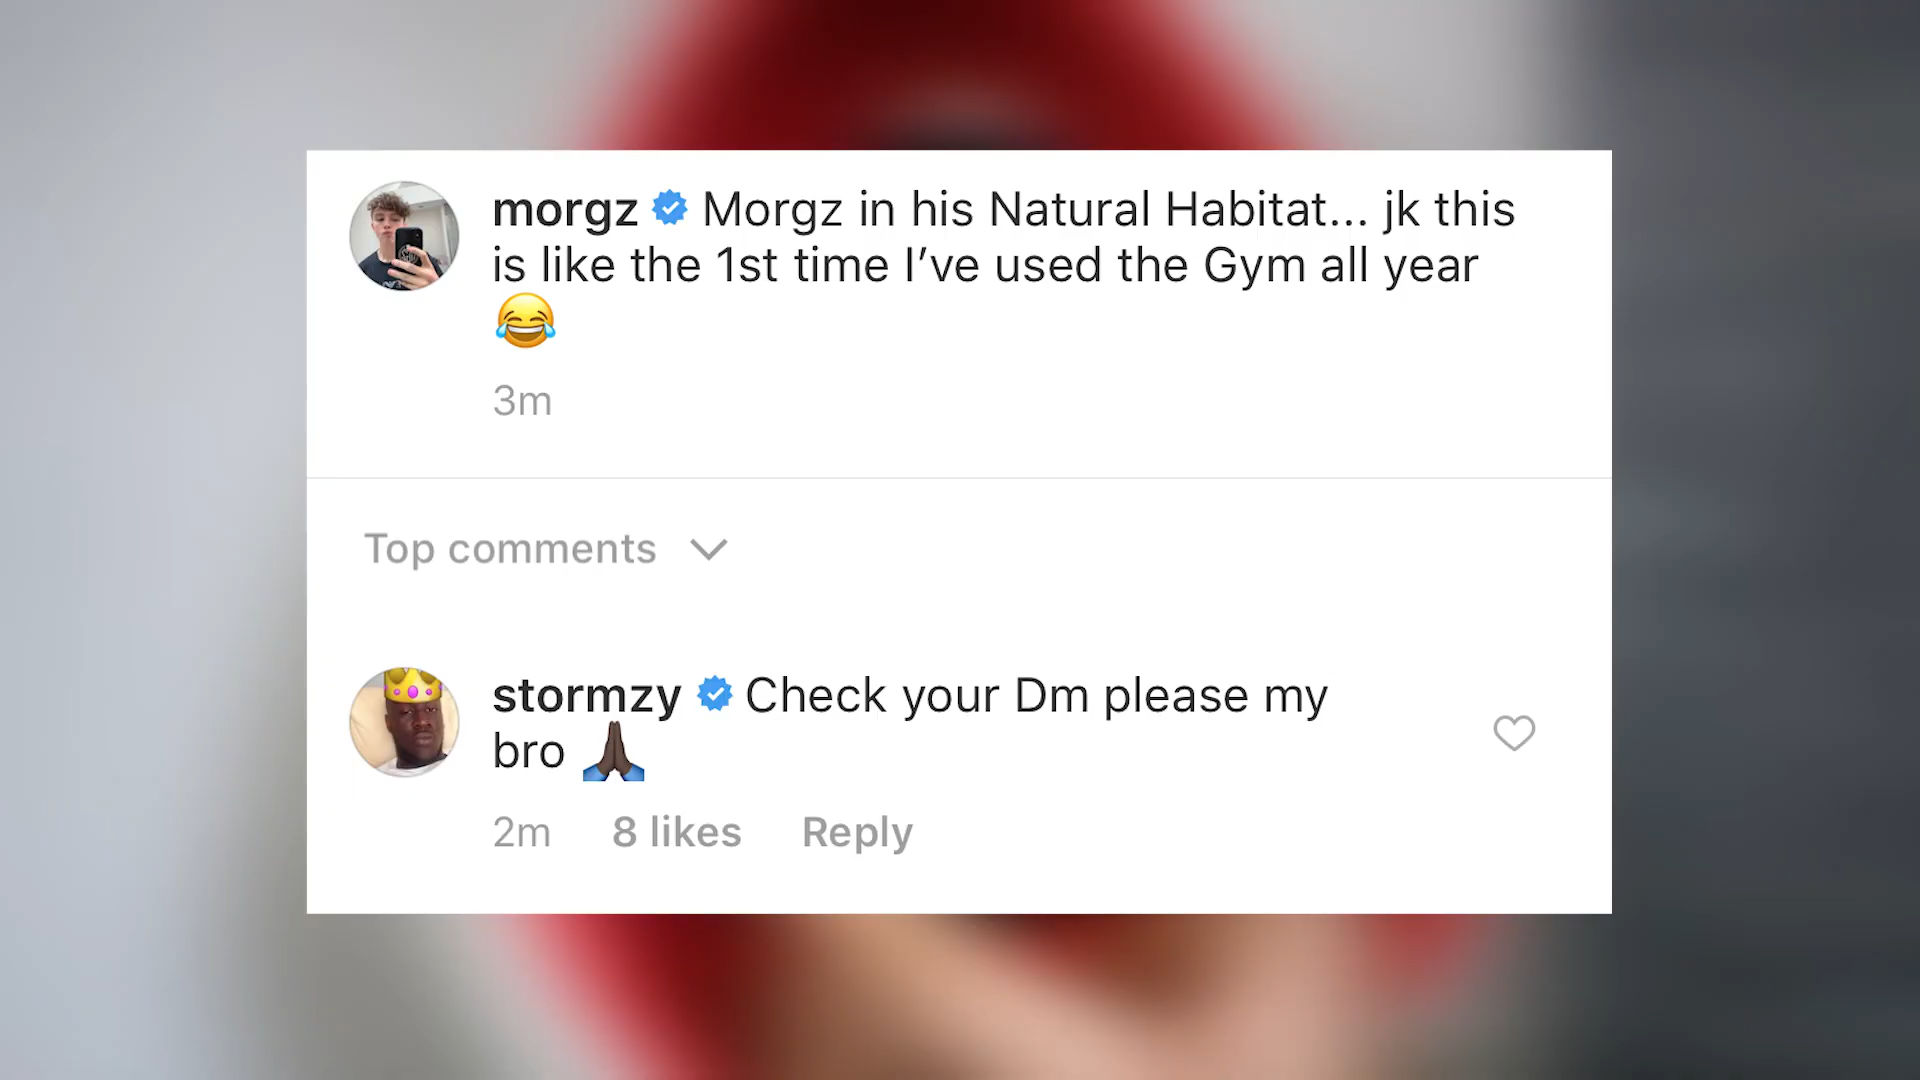 morgz Morgz in his Natural Habitat... jk this
is like the 1st time I’ve used the Gym all year
😂
3m
Top comments
stormzy Check your Dm please my
bro 🙏🏿
2m 8 likes Reply